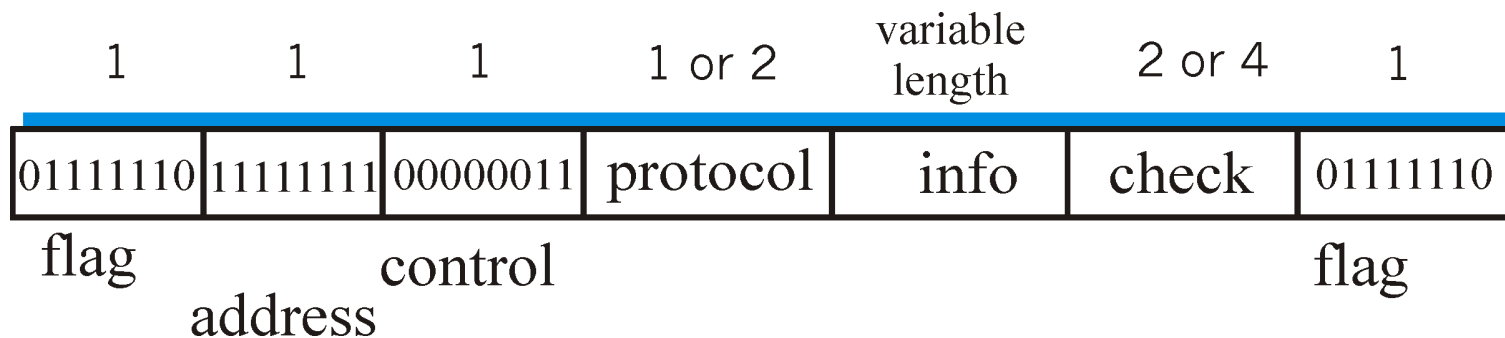 1 1 1 1 or 2 variable length 2 or 4 1
01111110 11111111 00000011 protocol info check 01111110
flag address control flag